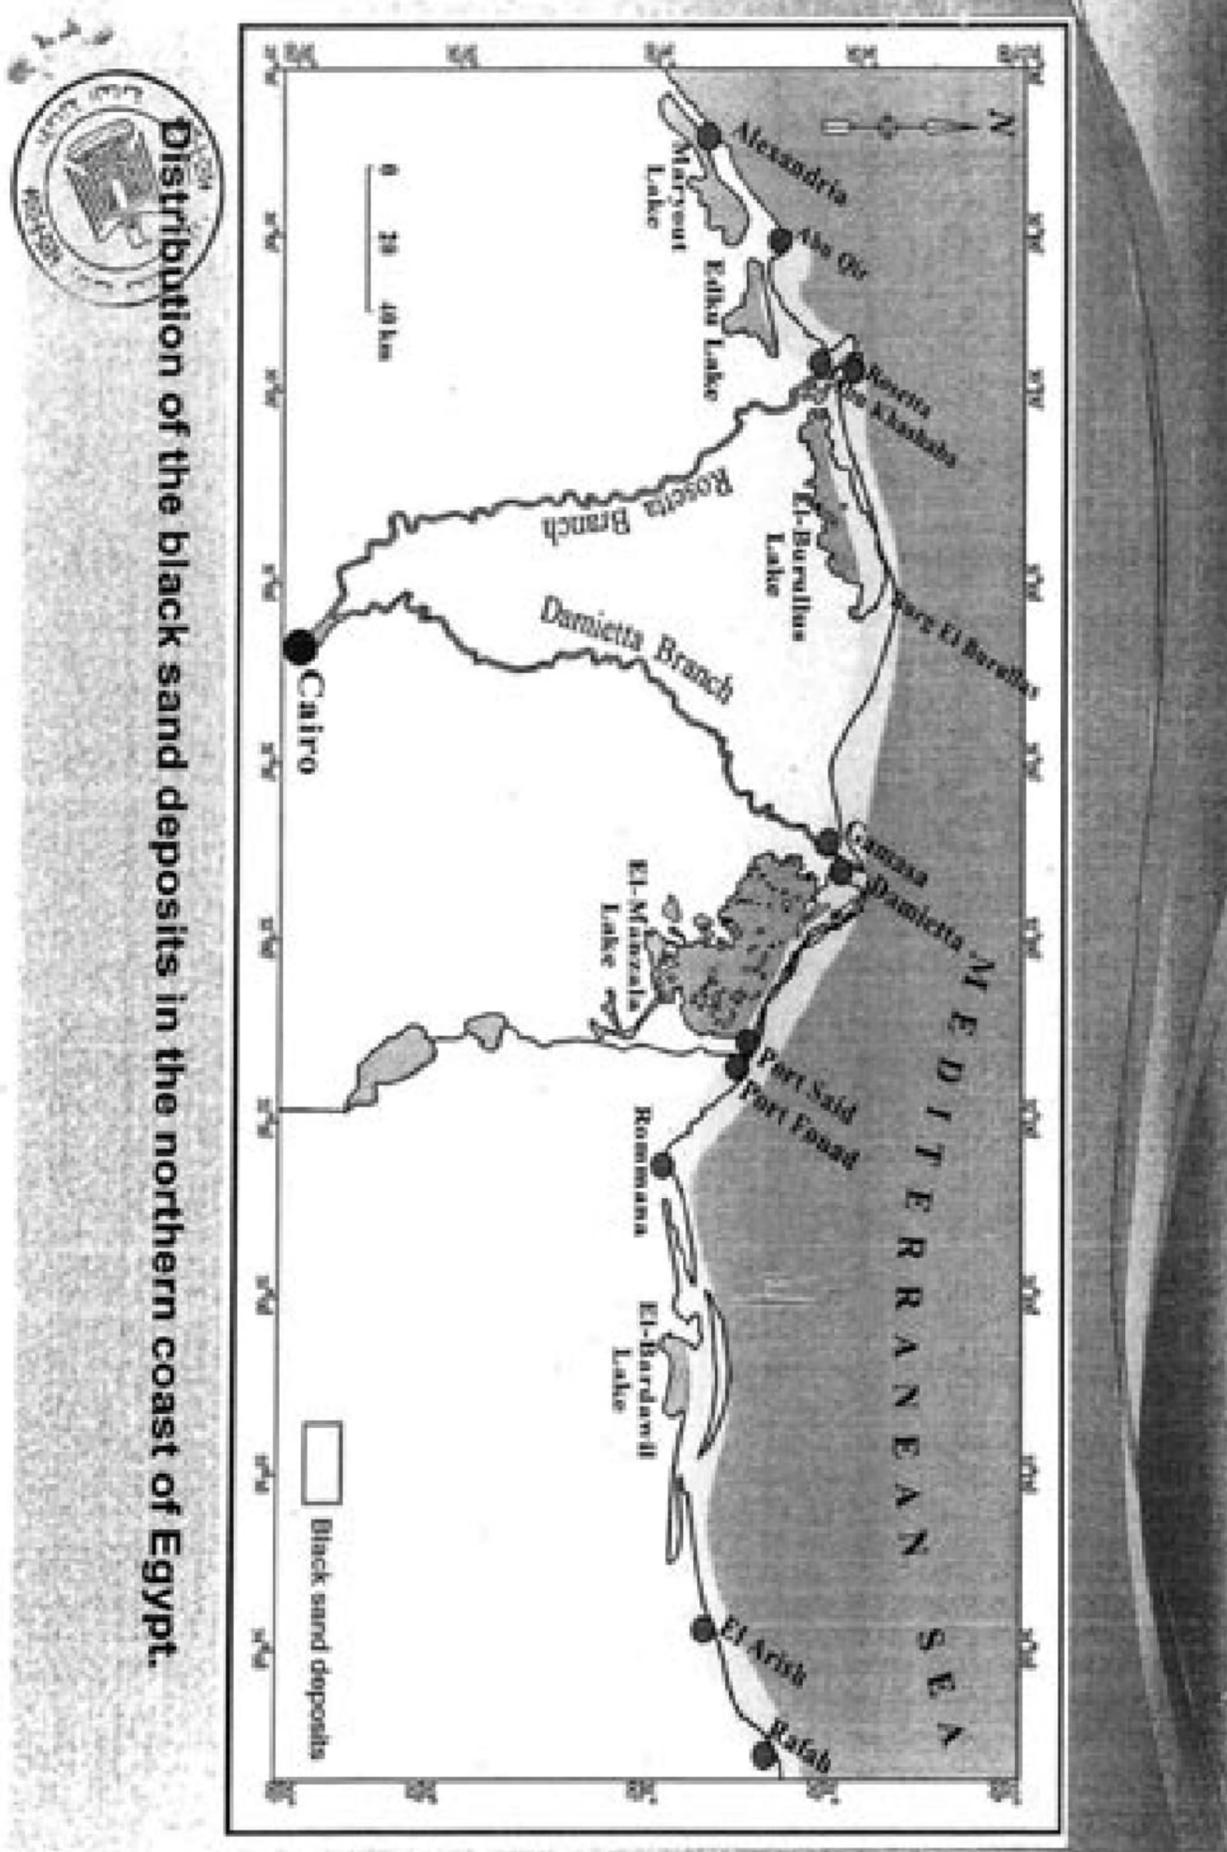 N
MEDITERRANEAN SEA
Alexandria
Abu Qir
Rosetta
Khashaba
Burg El Burullus
Gamasa
Damietta
Port Said
Port Fouad
El Arish
Rafah
Maryout
Lake
Edku Lake
El-Burullus
Lake
El-Manzala
Lake
Rommana
El-Bardawil
Lake
Rosetta
Branch
Damietta Branch
Cairo
0 20 40 km
Black sand deposits
Distribution of the black sand deposits in the northern coast of Egypt.